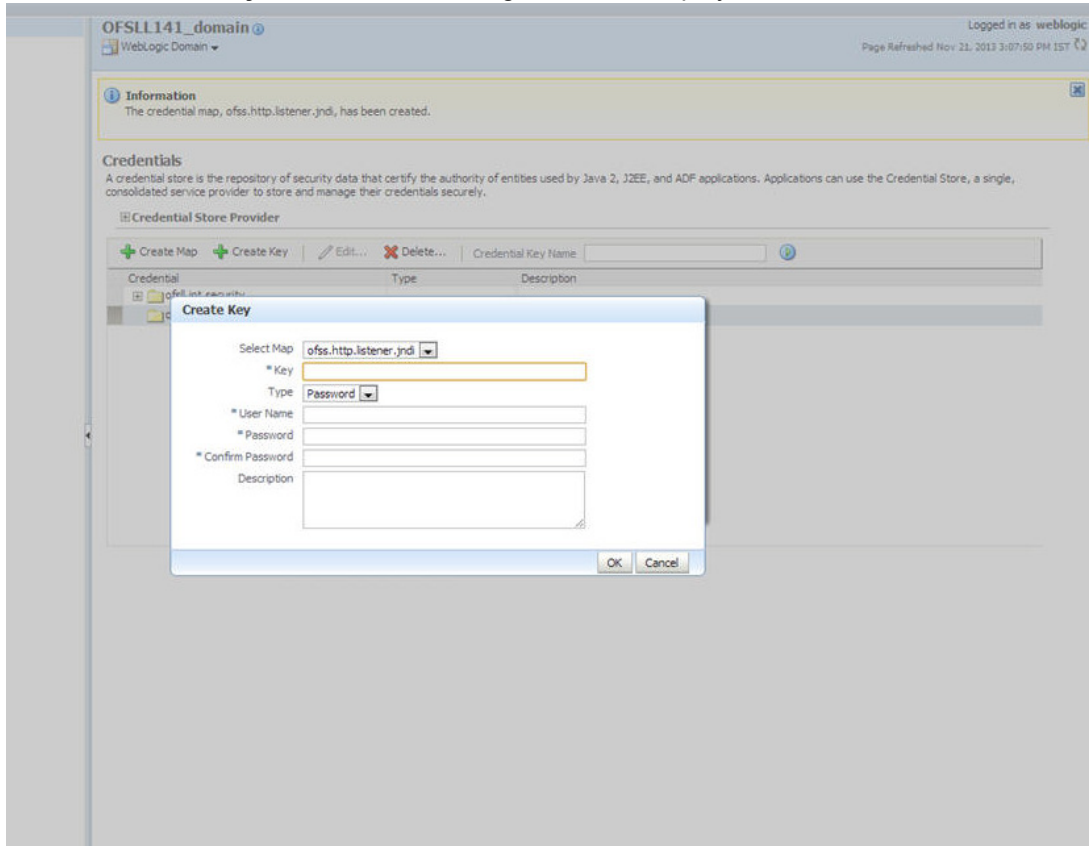 OFSLL141_domain
Logged in as weblogic
WebLogic Domain
Page Refreshed Nov 21, 2013 3:07:50 PM IST
Information
The credential map, ofss.http.listener.jndi, has been created.
Credentials
A credential store is the repository of security data that certify the authority of entities used by Java 2, J2EE, and ADF applications. Applications can use the Credential Store, a single,
consolidated service provider to store and manage their credentials securely.
Credential Store Provider
Create Map Create Key Edit... Delete... Credential Key Name
Credential Type Description
ofsll.int.security
Create Key
Select Map ofss.http.listener.jndi
* Key
Type Password
* User Name
* Password
* Confirm Password
Description
OK Cancel